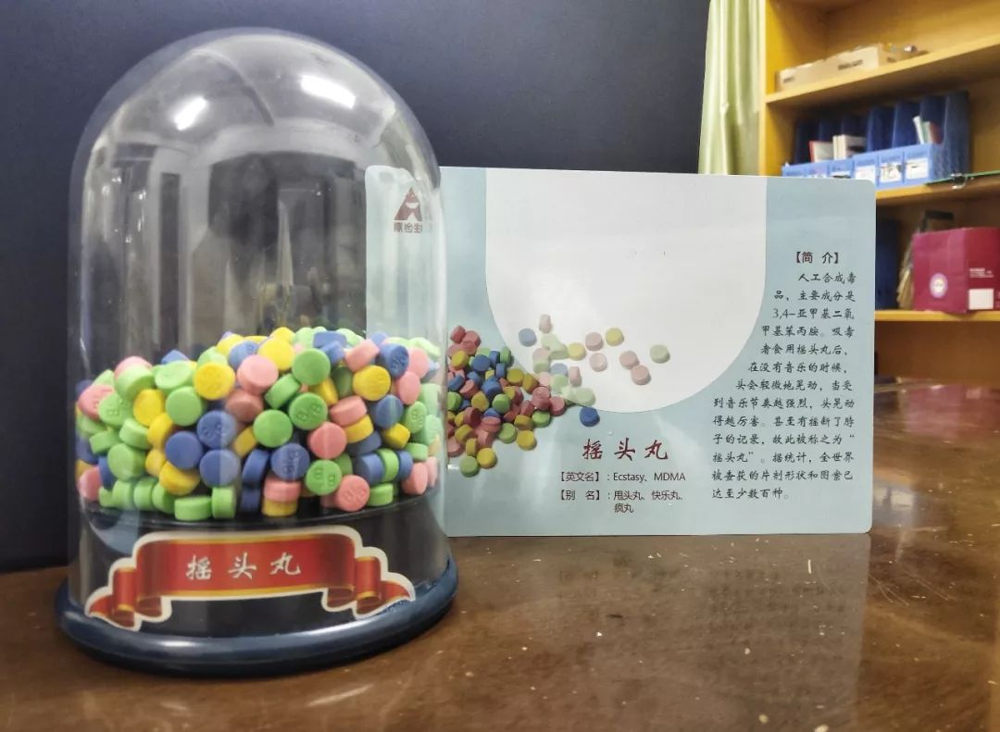 摇头丸
【简 介】
人工合成毒
品，主要成分是
3,4-亚甲基二氧
甲基苯丙胺。吸毒
者食用摇头丸后，
在没有音乐的时候，
头会轻微地晃动，当受
到音乐节奏越强烈，头晃动
得越厉害。甚至有摇断了脖
子的记录，故此被称之为“
摇头丸”。据统计，全世界
被查获的片剂形状和图案已
达至少数百种。
摇头丸
【英文名】：Ecstasy、MDMA
【别 名】：甩头丸、快乐丸、
疯丸